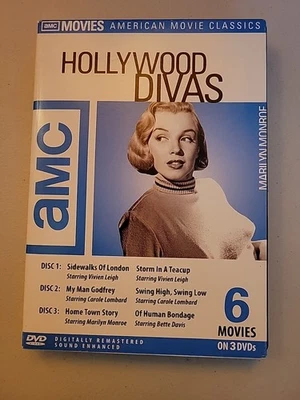 amc MOVIES AMERICAN MOVIE CLASSICS
HOLLYWOOD
DIVAS
amc
MARILYN MONROE
DISC 1: Sidewalks Of London Storm In A Teacup
Starring Vivien Leigh Starring Vivien Leigh
DISC 2: My Man Godfrey Swing High, Swing Low
Starring Carole Lombard Starring Carole Lombard
DISC 3: Home Town Story Of Human Bondage
Starring Marilyn Monroe Starring Bette Davis
6
MOVIES
ON 3 DVDs
DVD DIGITALLY REMASTERED
SOUND ENHANCED